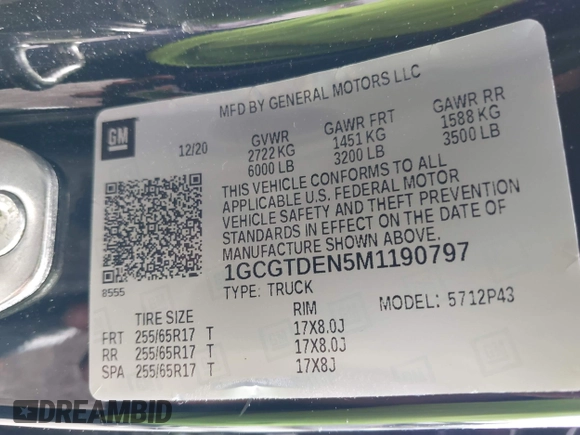 MFD BY GENERAL MOTORS LLC
GM
12/20
GVWR
2722 KG
6000 LB
GAWR FRT
1451 KG
3200 LB
GAWR RR
1588 KG
3500 LB
THIS VEHICLE CONFORMS TO ALL
APPLICABLE U.S. FEDERAL MOTOR
VEHICLE SAFETY AND THEFT PREVENTION
STANDARDS IN EFFECT ON THE DATE OF
MANUFACTURE SHOWN ABOVE.
1GCGTDEN5M1190797
8555
TYPE: TRUCK
MODEL: 5712P43
TIRE SIZE
RIM
FRT 255/65R17 T 17X8.0J
RR 255/65R17 T 17X8.0J
SPA 255/65R17 T 17X8J
DREAMBID